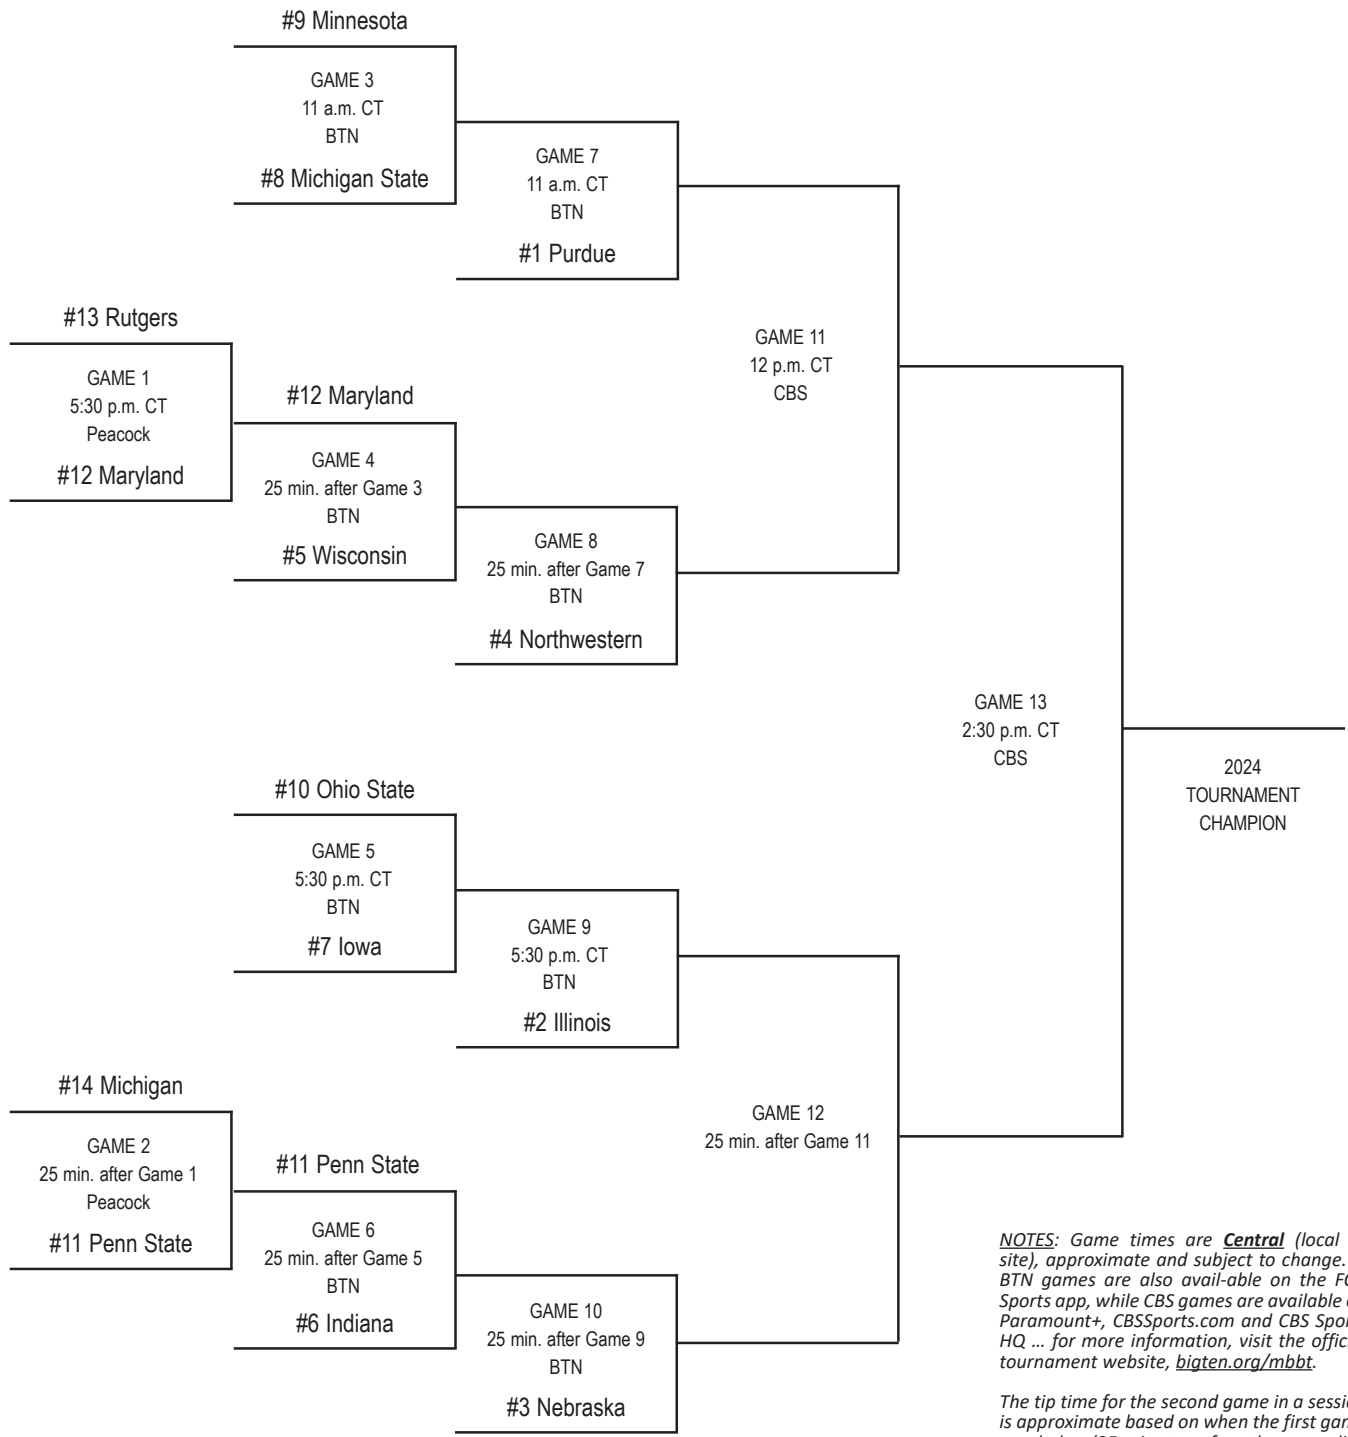 #9 Minnesota
GAME 3
11 a.m. CT
BTN
#8 Michigan State
GAME 7
11 a.m. CT
BTN
#1 Purdue
#13 Rutgers
GAME 1
5:30 p.m. CT
Peacock
#12 Maryland
#12 Maryland
GAME 4
25 min. after Game 3
BTN
#5 Wisconsin
GAME 8
25 min. after Game 7
BTN
#4 Northwestern
GAME 11
12 p.m. CT
CBS
GAME 13
2:30 p.m. CT
CBS
2024
TOURNAMENT
CHAMPION
#10 Ohio State
GAME 5
5:30 p.m. CT
BTN
#7 Iowa
GAME 9
5:30 p.m. CT
BTN
#2 Illinois
#14 Michigan
GAME 2
25 min. after Game 1
Peacock
#11 Penn State
#11 Penn State
GAME 6
25 min. after Game 5
BTN
#6 Indiana
GAME 10
25 min. after Game 9
BTN
#3 Nebraska
GAME 12
25 min. after Game 11
NOTES: Game times are Central (local
site), approximate and subject to change.
BTN games are also avail-able on the
Sports app, while CBS games are available
Paramount+, CBSSports.com and CBS
HQ ... for more information, visit the
tournament website, bigten.org/mbbt.
The tip time for the second game in a
is approximate based on when the first